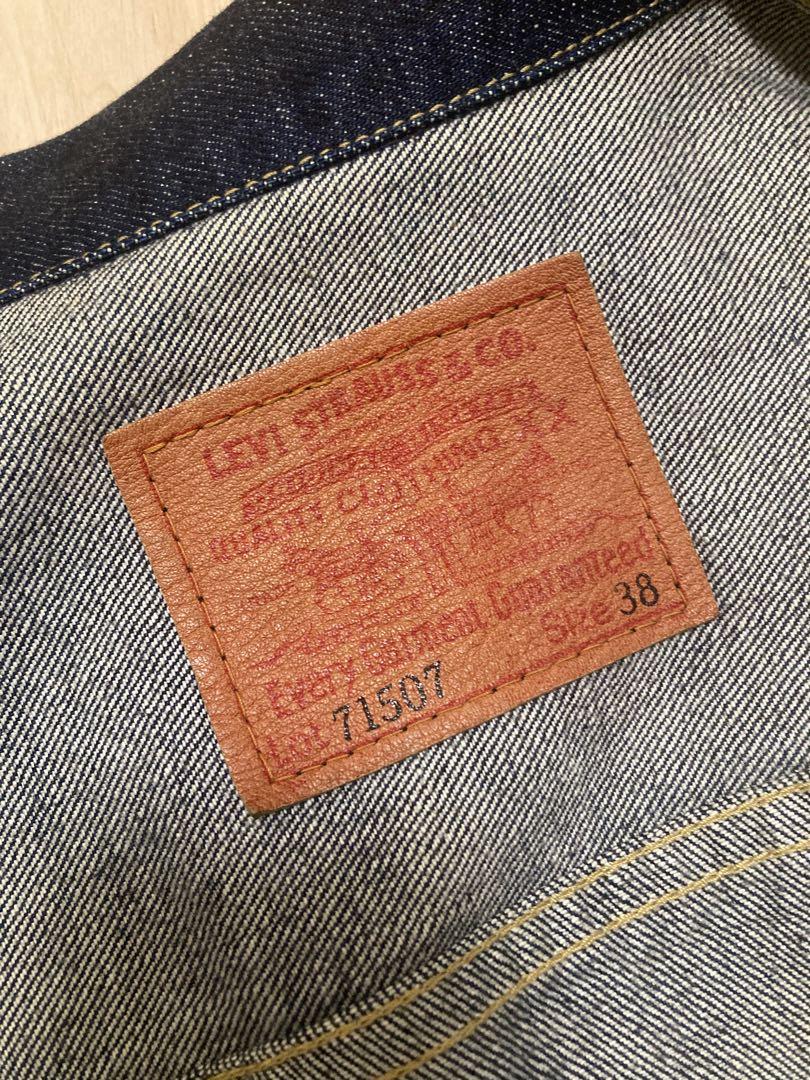 LEVI STRAUSS & CO.
QUALITY CLOTHING XX
Every Garment Guaranteed
Lot 71507 Size 38